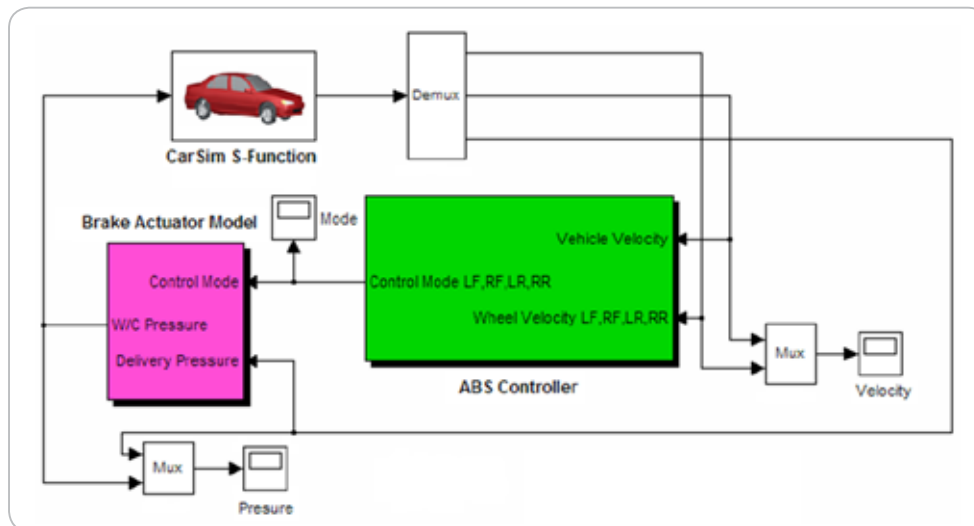 Demux
CarSim S-Function
Brake Actuator Model
Mode
Vehicle Velocity
Control Mode
Control Mode LF,RF,LR,RR
W/C Pressure
Wheel Velocity LF,RF,LR,RR
Delivery Pressure
Mux
ABS Controller
Velocity
Mux
Presure